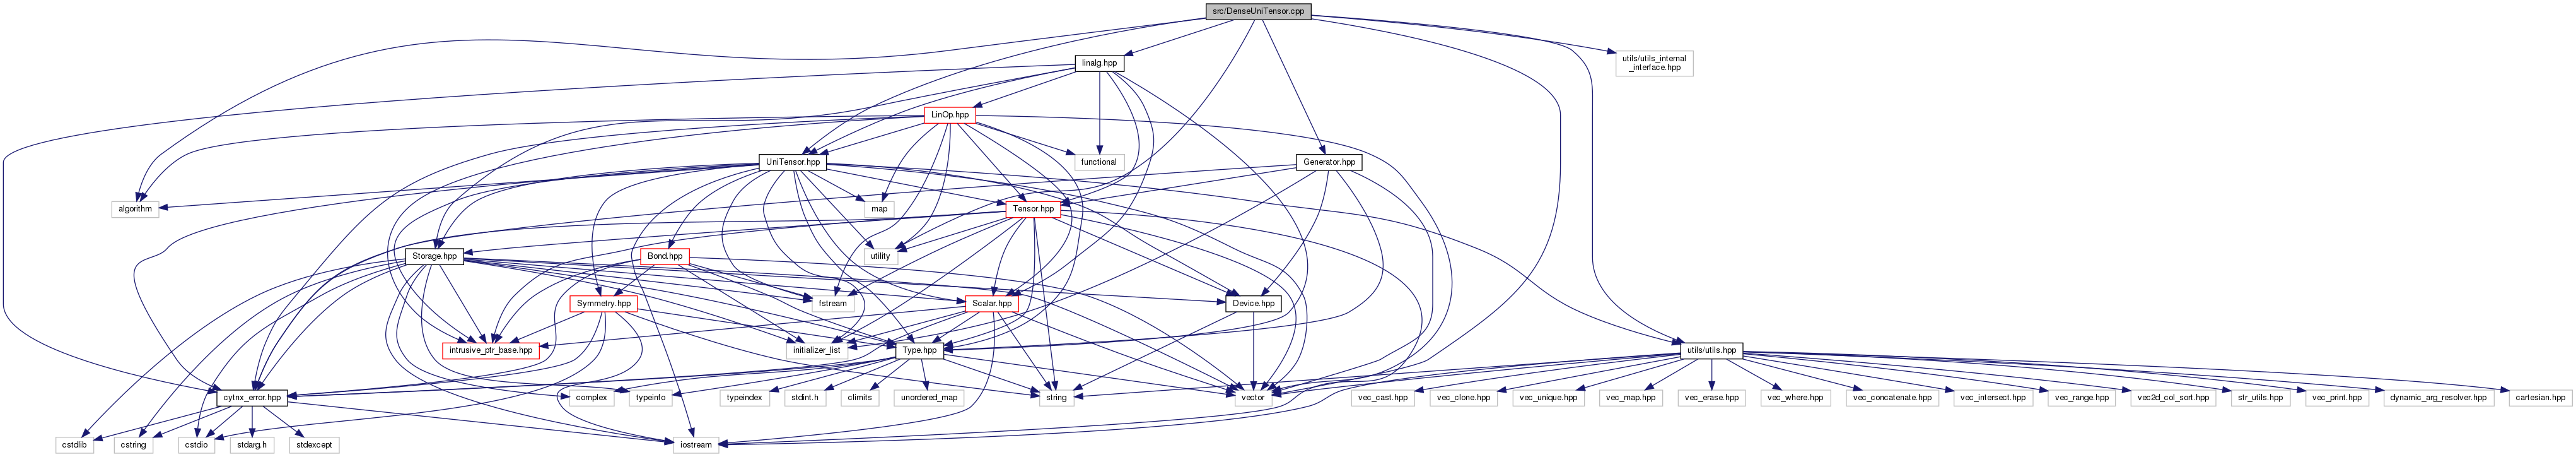 src/DenseUniTensor.cpp
linalg.hpp
utils/utils_internal
_interface.hpp
LinOp.hpp
UniTensor.hpp
functional
Generator.hpp
algorithm
map
Tensor.hpp
Storage.hpp
Bond.hpp
utility
Symmetry.hpp
fstream
Scalar.hpp
Device.hpp
intrusive_ptr_base.hpp
initializer_list
Type.hpp
utils/utils.hpp
cytnx_error.hpp
complex
typeinfo
typeindex
stdint.h
climits
unordered_map
string
vector
vec_cast.hpp
vec_clone.hpp
vec_unique.hpp
vec_map.hpp
vec_erase.hpp
vec_where.hpp
vec_concatenate.hpp
vec_intersect.hpp
vec_range.hpp
vec2d_col_sort.hpp
str_utils.hpp
vec_print.hpp
dynamic_arg_resolver.hpp
cartesian.hpp
cstdlib
cstring
cstdio
stdarg.h
stdexcept
iostream